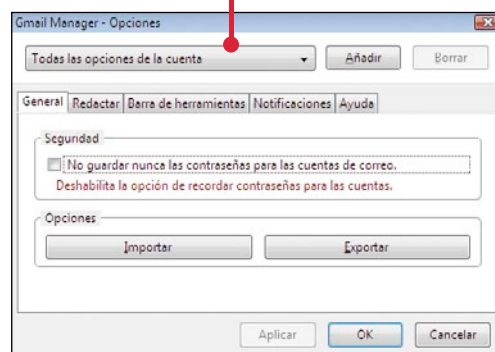 Gmail Manager - Opciones
Todas las opciones de la cuenta Añadir Borrar
General Redactar Barra de herramientas Notificaciones Ayuda
Seguridad
No guardar nunca las contraseñas para las cuentas de correo.
Deshabilita la opción de recordar contraseñas para las cuentas.
Opciones
Importar Exportar
Aplicar OK Cancelar